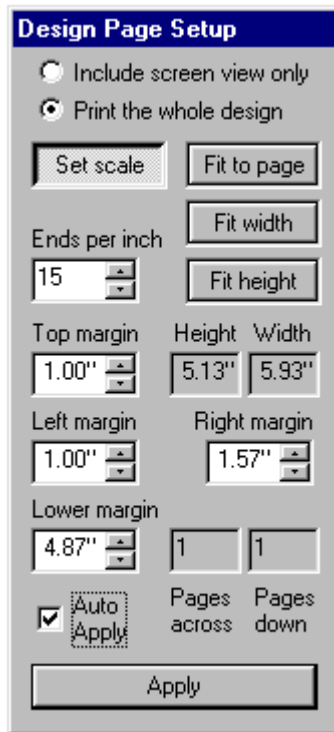 Design Page Setup
Include screen view only
Print the whole design
Set scale Fit to page
Fit width
Ends per inch
15 Fit height
Top margin Height Width
1.00" 5.13" 5.93"
Left margin Right margin
1.00" 1.57"
Lower margin
4.87" 1 1
Auto Apply Pages across Pages down
Apply